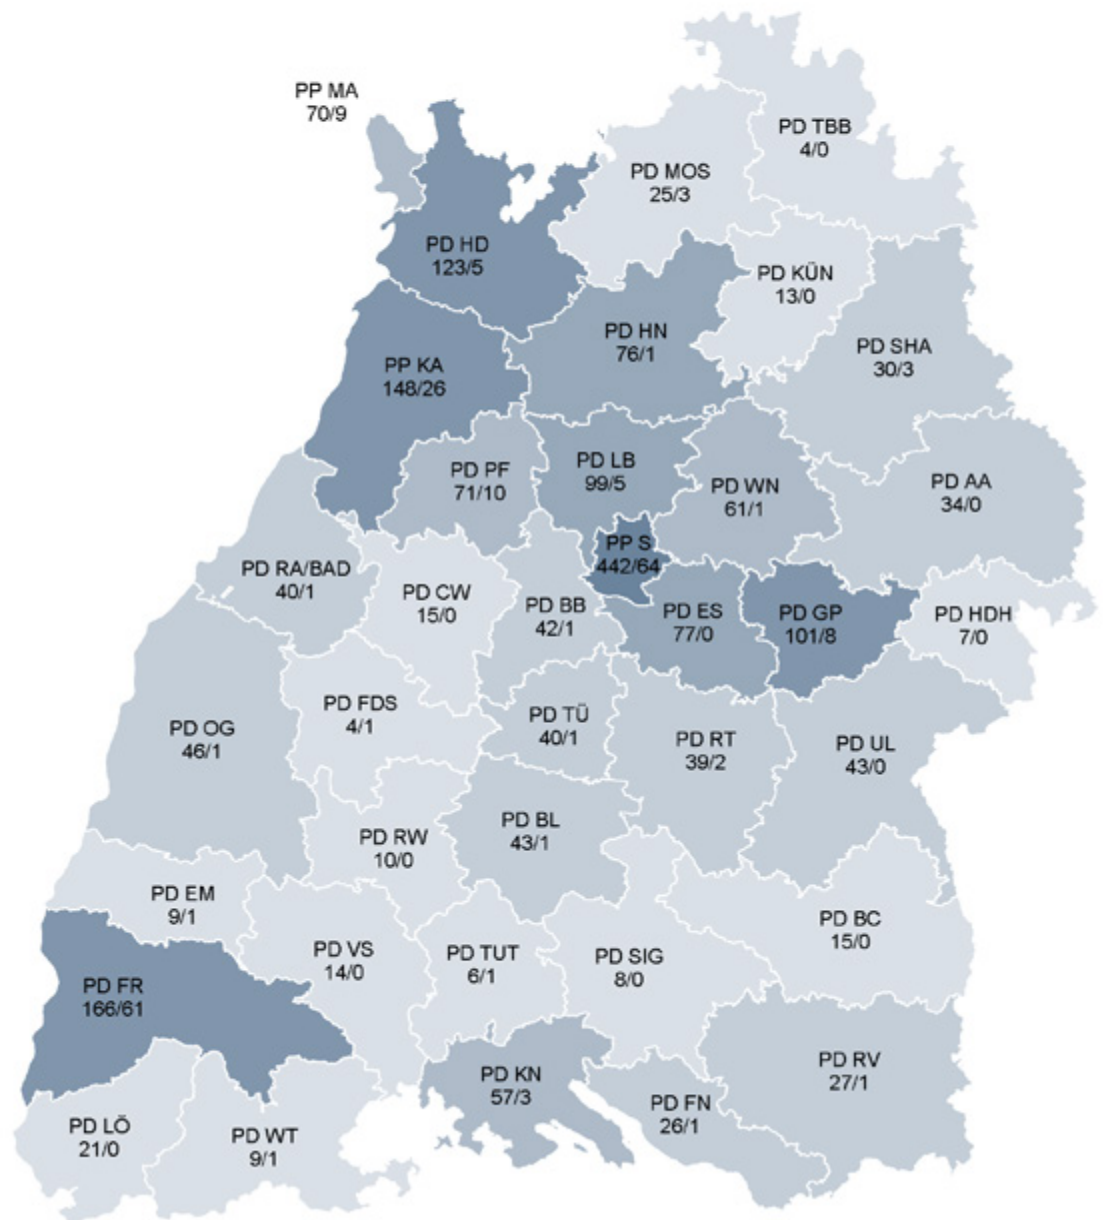 PP MA
70/9
PD TBB
4/0
PD MOS
25/3
PD HD
123/5
PD KÜN
13/0
PD HN
76/1
PD SHA
30/3
PP KA
148/26
PD LB
99/5
PD PF
71/10
PD WN
61/1
PD AA
34/0
PP S
442/64
PD RA/BAD
40/1
PD CW
15/0
PD BB
42/1
PD ES
77/0
PD GP
101/8
PD HDH
7/0
PD FDS
4/1
PD OG
46/1
PD TÜ
40/1
PD RT
39/2
PD UL
43/0
PD BL
43/1
PD RW
10/0
PD EM
9/1
PD BC
15/0
PD VS
14/0
PD TUT
6/1
PD SIG
8/0
PD FR
166/61
PD RV
27/1
PD KN
57/3
PD FN
26/1
PD LÖ
21/0
PD WT
9/1